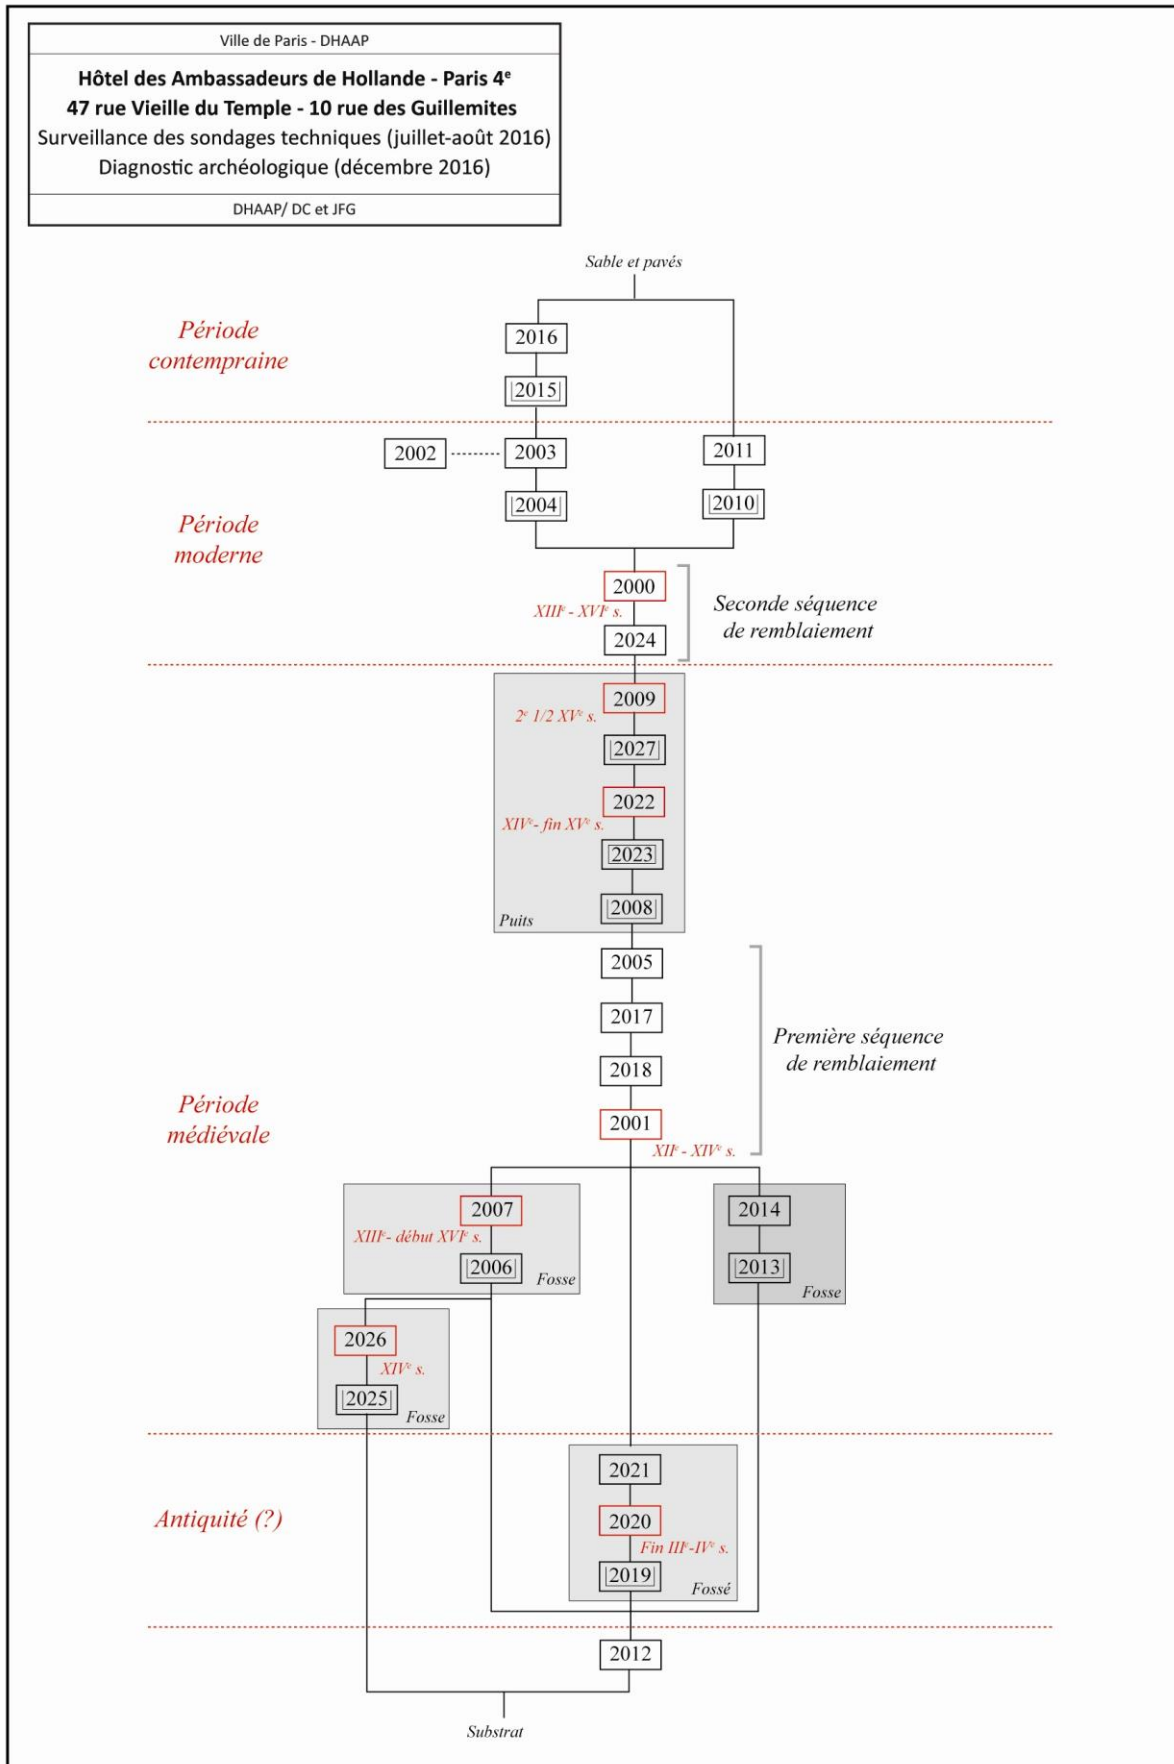 Ville de Paris - DHAAP
Hôtel des Ambassadeurs de Hollande - Paris 4e
47 rue Vieille du Temple - 10 rue des Guillemites
Surveillance des sondages techniques (juillet-août 2016)
Diagnostic archéologique (décembre 2016)
DHAAP/ DC et JFG
Sable et pavés
Période
contempraine
2016
2015
2002
2003
2011
2004
2010
Période
moderne
2000
XIIIe - XVIe s.
2024
Seconde séquence
de remblaiement
2009
2e 1/2 XVe s.
2027
2022
XIVe- fin XVe s.
2023
2008
Puits
2005
2017
2018
2001
XIIe - XIVe s.
Première séquence
de remblaiement
Période
médiévale
2007
XIIIe- début XVIe s.
2006
Fosse
2014
2013
Fosse
2026
XIVe s.
2025
Fosse
Antiquité (?)
2021
2020
Fin IIIe-IVe s.
2019
Fossé
2012
Substrat